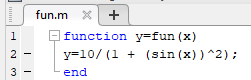 fun.m × +
1 function y=fun(x)
2 - y=10/(1 + (sin(x))^2);
3 - end